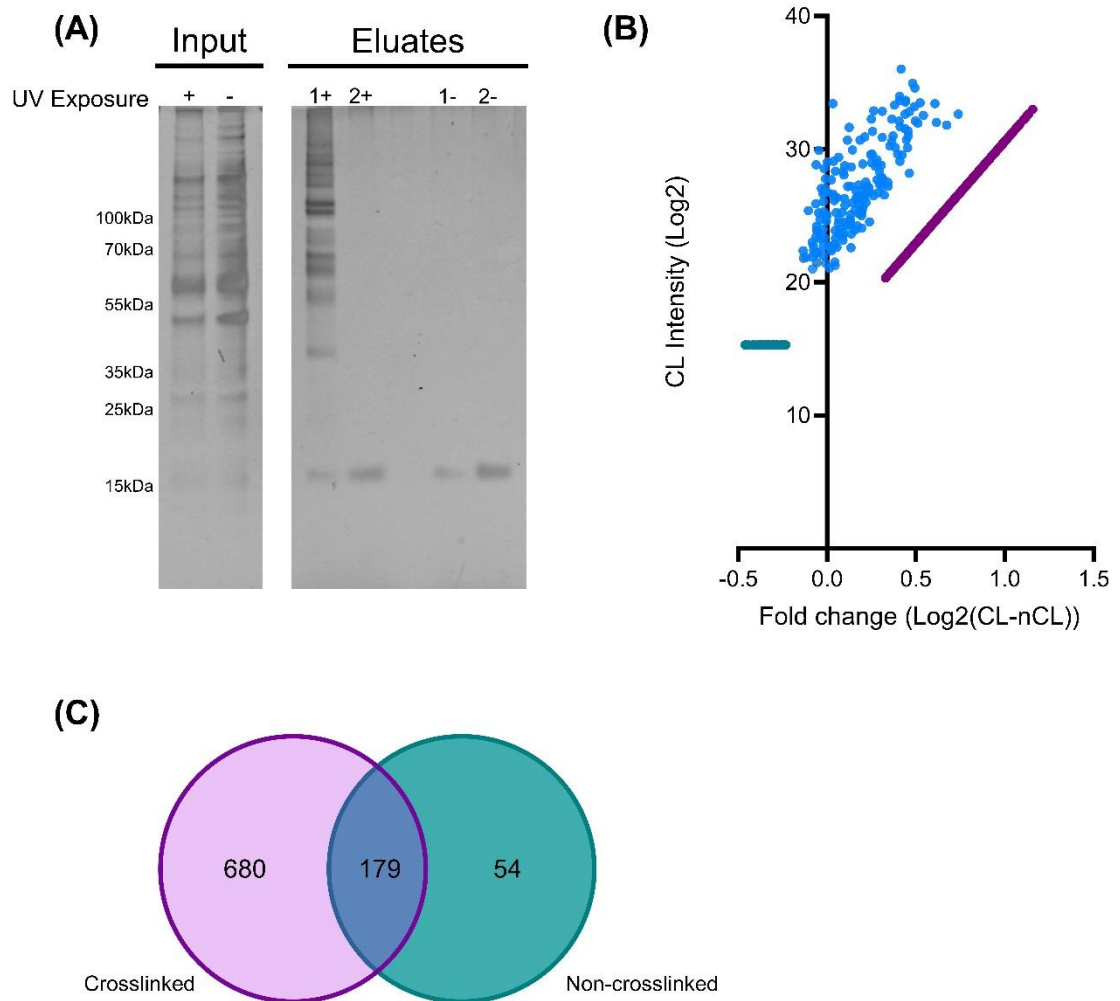 (A)
Input
Eluates
UV Exposure
+
-
1+
2+
1-
2-
100kDa
70kDa
55kDa
35kDa
25kDa
15kDa
(B)
40
30
20
10
CL Intensity (Log2)
-0.5
0.0
0.5
1.0
1.5
Fold change (Log2(CL-nCL))
(C)
680
179
54
Crosslinked
Non-crosslinked